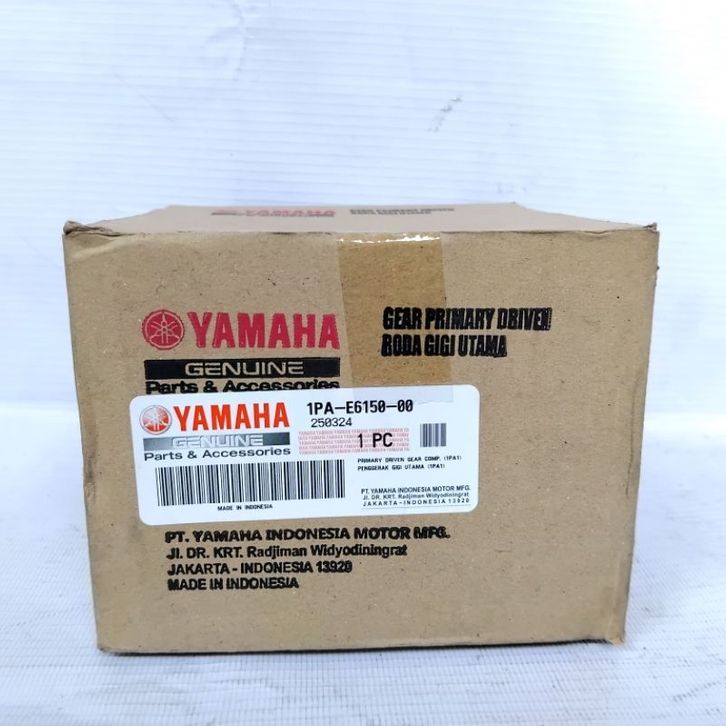 YAMAHA
YAMAHA
GENUINE
Parts & Accessories
GEAR PRIMARY DRIVEN
RODA GIGI UTAMA
YAMAHA
GENUINE
Parts & Accessories
MADE IN INDONESIA
1PA-E6150-00
250324
1 PC
PRIMARY DRIVEN GEAR COMP. (1PA1)
PENGGERAK GIGI UTAMA (1PA1)
PT. YAMAHA INDONESIA MOTOR MFG.
Jl. DR. KRT. Radjiman Widyodiningrat
JAKARTA - INDONESIA 13920
PT. YAMAHA INDONESIA MOTOR MFG.
Jl. DR. KRT. Radjiman Widyodiningrat
JAKARTA - INDONESIA 13920
MADE IN INDONESIA